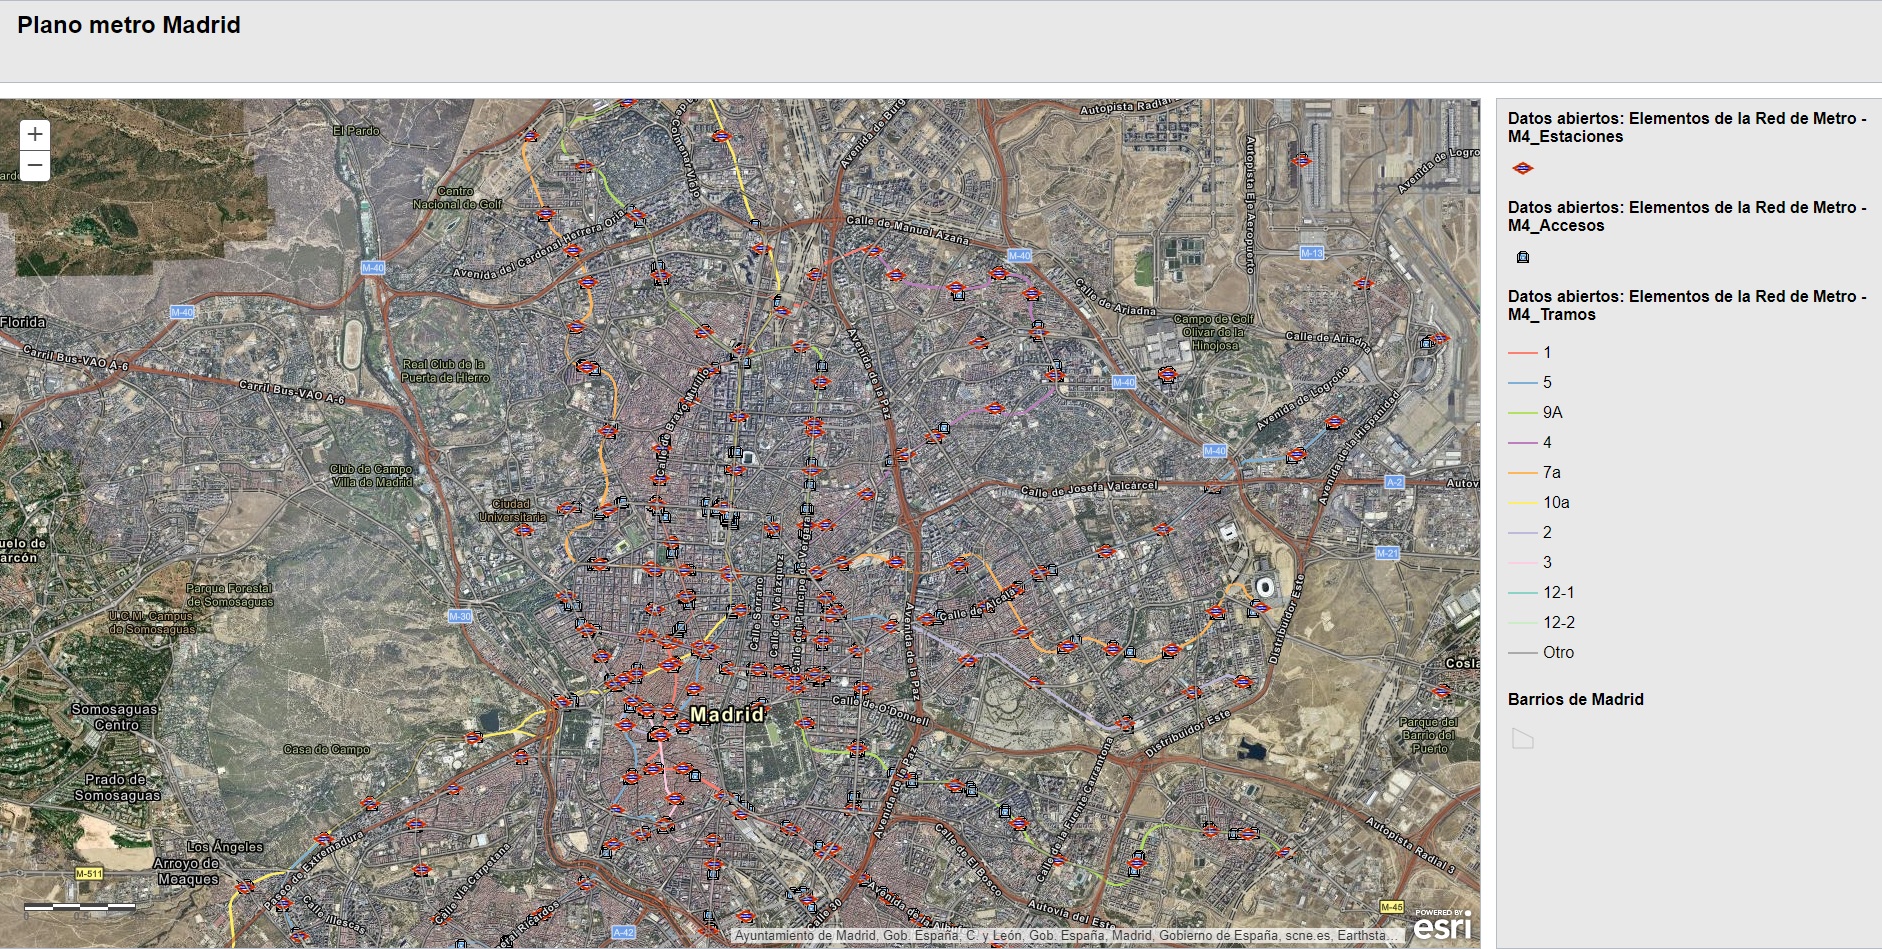 Plano metro Madrid
+
−
El Pardo
Colmenar Viejo
Avenida de Burg
Autopista Radial
Autopista Eje Aeropuerto
Avenida de Logro
Centro
Nacional de Golf
Avenida del Cardenal Herrera Oria
Calle de Manuel Azaña
M-40
M-40
M-13
M-40
Calle de Ariadna
Campo de Golf
Olivar de la
Hinojosa
Calle de Ariadna
Florida
Carril Bus-VAO A-6
Carril Bus-VAO A-6
Real Club de la
Puerta de Hierro
Calle de Bravo Murillo
Avenida de la Paz
M-40
Avenida de Logroño
Avenida de la Hispanidad
M-40
Club de Campo
Villa de Madrid
Calle de Josefa Valcárcel
A-2
Autov
Ciudad
Universitaria
uelo de
arcón
M-21
Parque Forestal
de Somosaguas
U.C.M. Campus
de Somosaguas
M-30
Calle Serrano
Calle de Velázquez
Calle del Príncipe de Vergara
Avenida de la Paz
Calle de Alcalá
Distribuidor Este
Cosla
Somosaguas
Centro
Madrid
Calle de O'Donnell
Distribuidor Este
Parque del
Barrio del
Puerto
Casa de Campo
Prado de
Somosaguas
Avenida de la Paz
Calle de Fuente Carrantona
Los Ángeles
Arroyo de
Meaques
Paseo de Extremadura
Calle Vía Carpetana
Calle de El Bosco
Autopista Radial 3
M-511
Calle Illescas
eral Ricardos
Calle 30
Avenida de la Alb
Autovía del Este
M-45
A-42
Ayuntamiento de Madrid, Gob. España, C. y León, Gob. España, Madrid, Gobierno de España, scne.es, Earthsta...
POWERED BY
esri
Datos abiertos: Elementos de la Red de Metro -
M4_Estaciones
Datos abiertos: Elementos de la Red de Metro -
M4_Accesos
Datos abiertos: Elementos de la Red de Metro -
M4_Tramos
1
5
9A
4
7a
10a
2
3
12-1
12-2
Otro
Barrios de Madrid